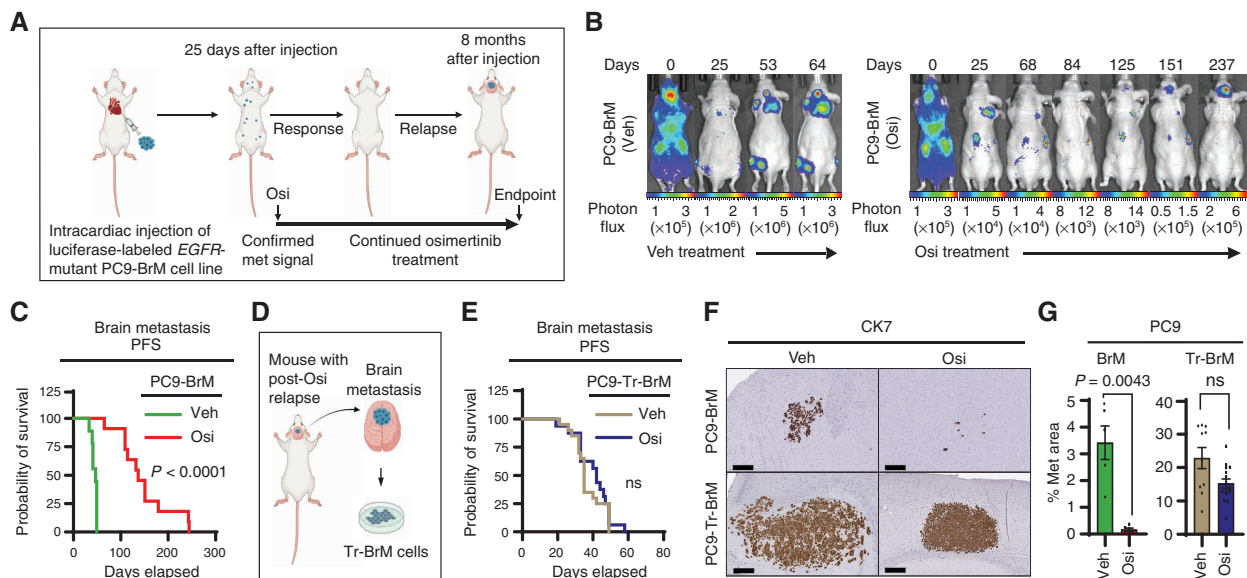 A
25 days after injection
8 months
after injection
Response
Relapse
Osi
Endpoint
Intracardiac injection of
luciferase-labeled EGFR-
mutant PC9-BrM cell line
Confirmed
met signal
Continued osimertinib
treatment
B
Days 0 25 53 64
PC9-BrM
(Veh)
Photon
flux
1 3 1 2 1 5 1 3
(×10⁵) (×10⁶) (×10⁶) (×10⁶)
Veh treatment
Days 0 25 68 84 125 151 237
PC9-BrM
(Osi)
Photon
flux
1 3 1 5 1 4 8 12 8 14 0.5 1.5 2 6
(×10⁵) (×10⁴) (×10⁴) (×10³) (×10³) (×10⁵) (×10⁵)
Osi treatment
C
Brain metastasis
PFS
PC9-BrM
Veh
Osi
P < 0.0001
Probability of survival
125
100
75
50
25
0
0 100 200 300
Days elapsed
D
Mouse with
post-Osi
relapse
Brain
metastasis
Tr-BrM cells
E
Brain metastasis
PFS
PC9-Tr-BrM
Veh
Osi
ns
Probability of survival
125
100
75
50
25
0
0 20 40 60 80
Days elapsed
F
CK7
Veh Osi
PC9-BrM
PC9-Tr-BrM
G
PC9
BrM Tr-BrM
P = 0.0043 ns
% Met area
5
4
3
2
1
0
Veh Osi
40
30
20
10
0
Veh Osi